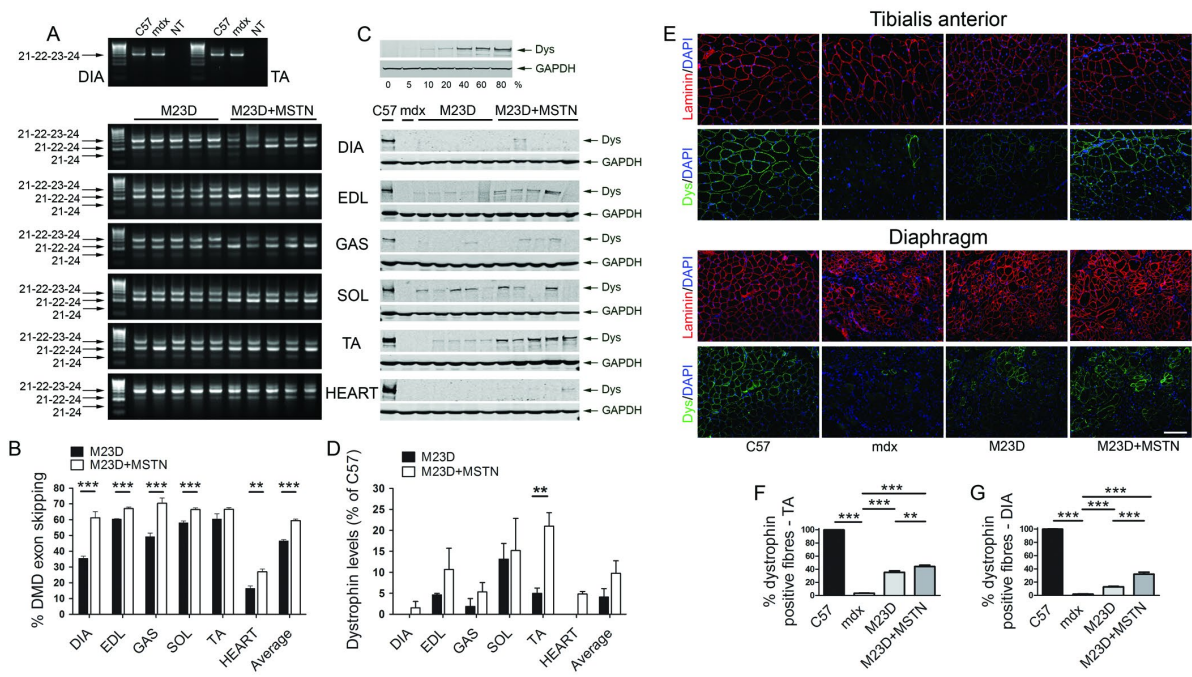 A
C57 mdx NT C57 mdx NT
21-22-23-24
DIA TA
M23D M23D+MSTN
21-22-23-24
21-22-24
21-24
DIA
21-22-23-24
21-22-24
21-24
EDL
21-22-23-24
21-22-24
21-24
GAS
21-22-23-24
21-22-24
21-24
SOL
21-22-23-24
21-22-24
21-24
TA
21-22-23-24
21-22-24
21-24
HEART
B
M23D
M23D+MSTN
% DMD exon skipping
80
70
60
50
40
30
20
10
0
*** *** *** *** ** ***
DIA EDL GAS SOL TA HEART Average
C
Dys
GAPDH
0 5 10 20 40 60 80 %
C57 mdx M23D M23D+MSTN
Dys
GAPDH
Dys
GAPDH
Dys
GAPDH
Dys
GAPDH
Dys
GAPDH
Dys
GAPDH
D
M23D
M23D+MSTN
Dystrophin levels (% of C57)
30
25
20
15
10
5
0
**
DIA EDL GAS SOL TA HEART Average
E
Tibialis anterior
Laminin/DAPI
Dys/DAPI
Diaphragm
Laminin/DAPI
Dys/DAPI
C57 mdx M23D M23D+MSTN
F
% dystrophin
positive fibres - TA
100
80
60
40
20
0
***
***
*** **
C57 mdx M23D M23D+MSTN
G
% dystrophin
positive fibres - DIA
100
80
60
40
20
0
***
***
*** ***
C57 mdx M23D M23D+MSTN